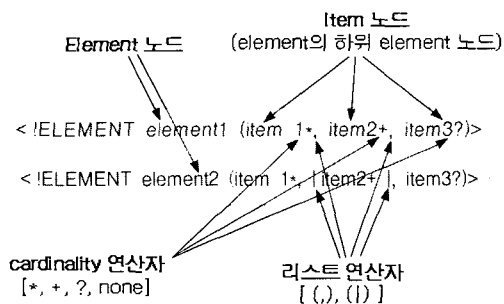 Item 노드
Element 노드
(element의 하위 element 노드)
< !ELEMENT element1 (item 1*, item2+, item3?)>
< !ELEMENT element2 (item 1*, |item2+ |, item3?)>
cardinality 연산자
[*, +, ?, none]
리스트 연산자
[ (,), (|) ]